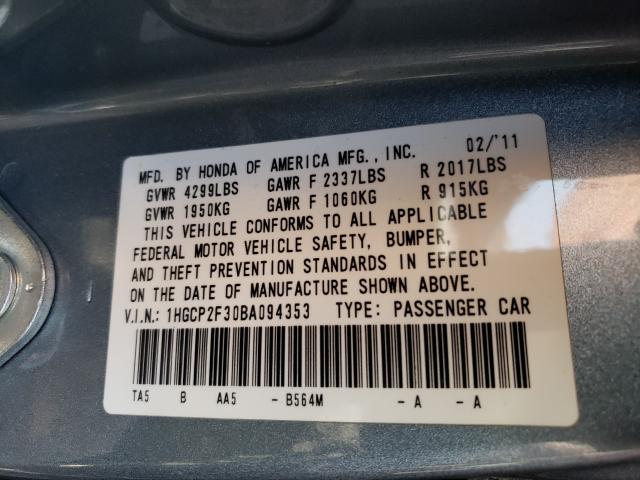 MFD. BY HONDA OF AMERICA MFG., INC. 02/'11
GVWR 4299LBS GAWR F 2337LBS R 2017LBS
GVWR 1950KG GAWR F 1060KG R 915KG
THIS VEHICLE CONFORMS TO ALL APPLICABLE
FEDERAL MOTOR VEHICLE SAFETY, BUMPER,
AND THEFT PREVENTION STANDARDS IN EFFECT
ON THE DATE OF MANUFACTURE SHOWN ABOVE.
V.I.N.: 1HGCP2F30BA094353 TYPE: PASSENGER CAR
TA5 B AA5 - B564M - A - A